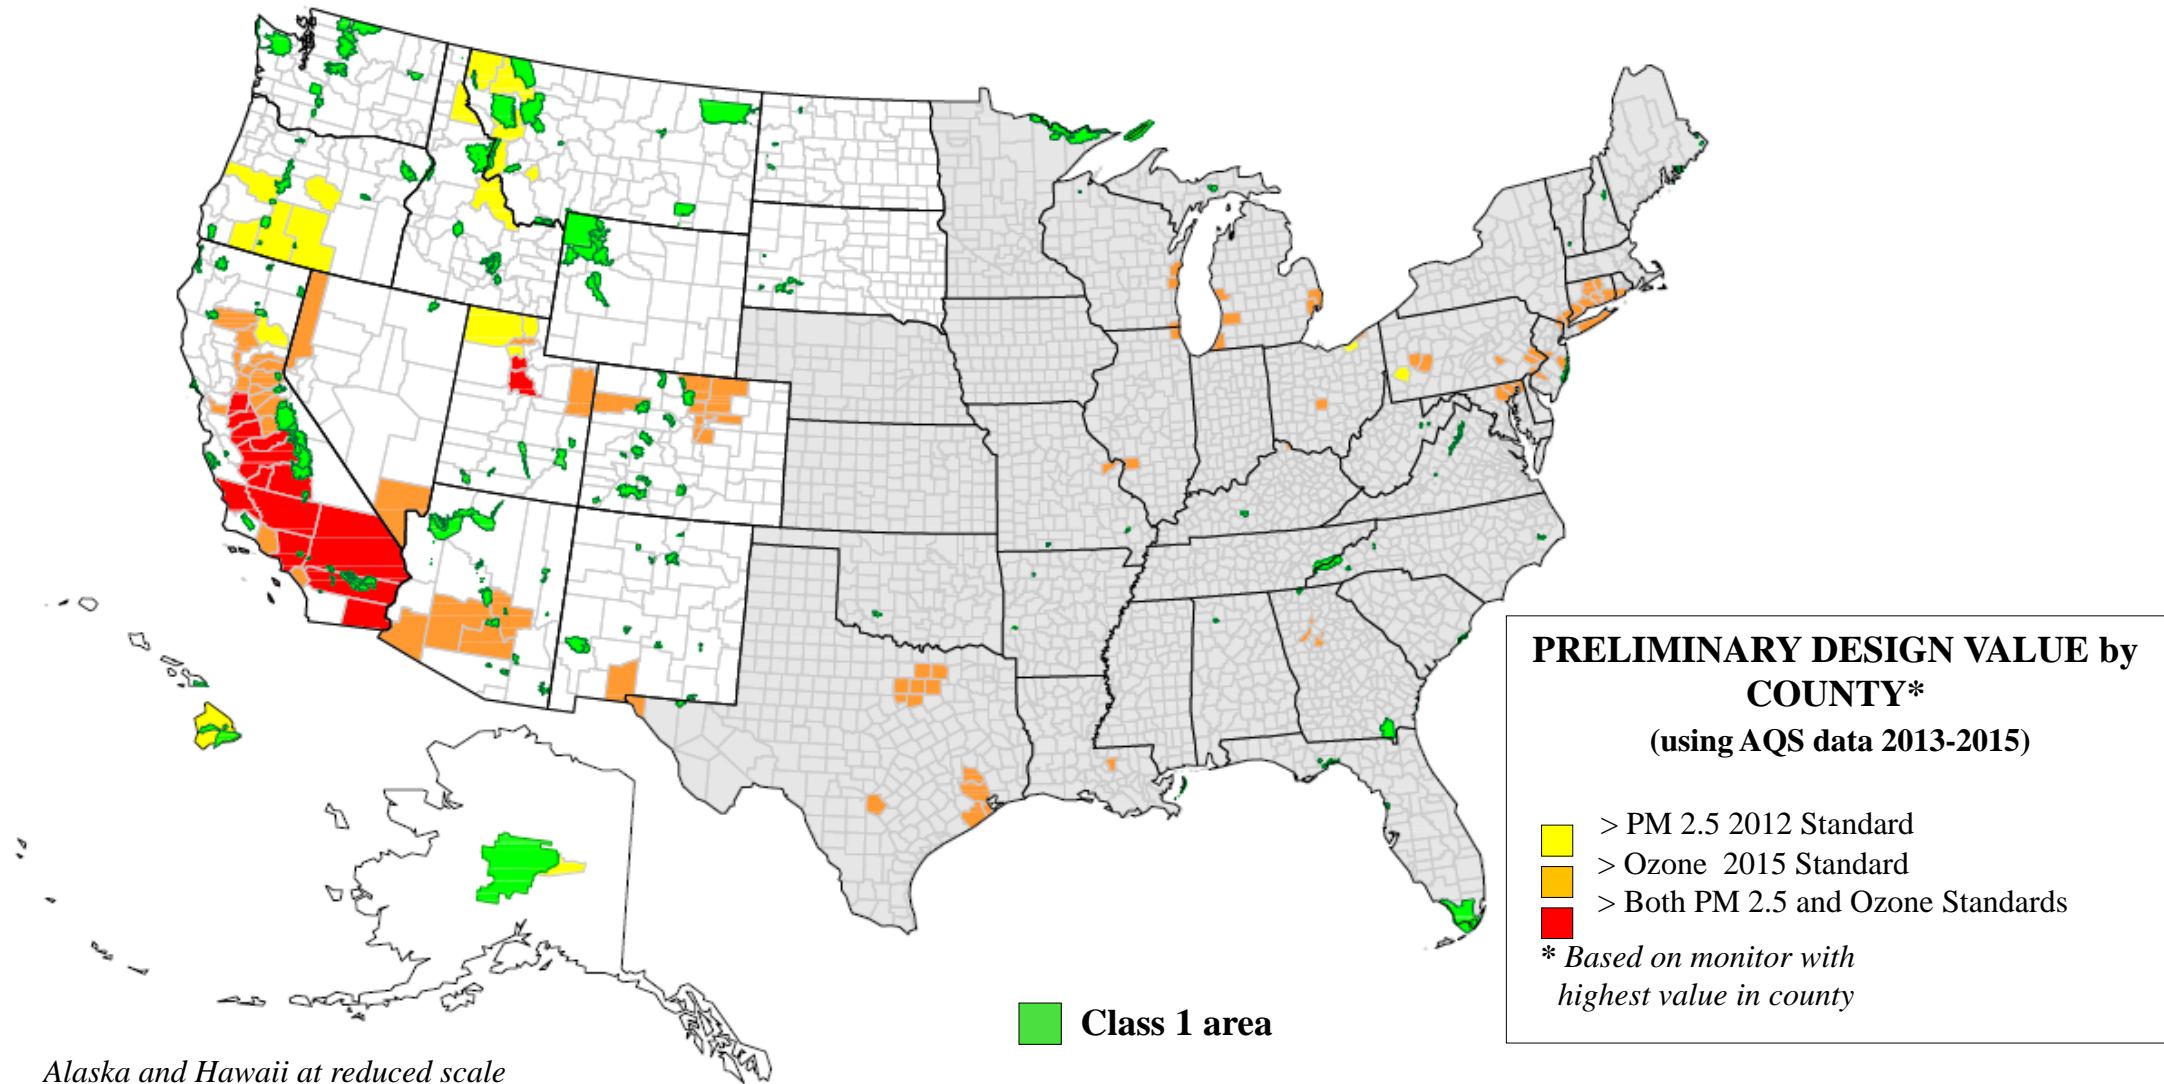 PRELIMINARY DESIGN VALUE by
COUNTY*
(using AQS data 2013-2015)
> PM 2.5 2012 Standard
> Ozone  2015 Standard
> Both PM 2.5 and Ozone Standards
* Based on monitor with
highest value in county
Class 1 area
Alaska and Hawaii at reduced scale